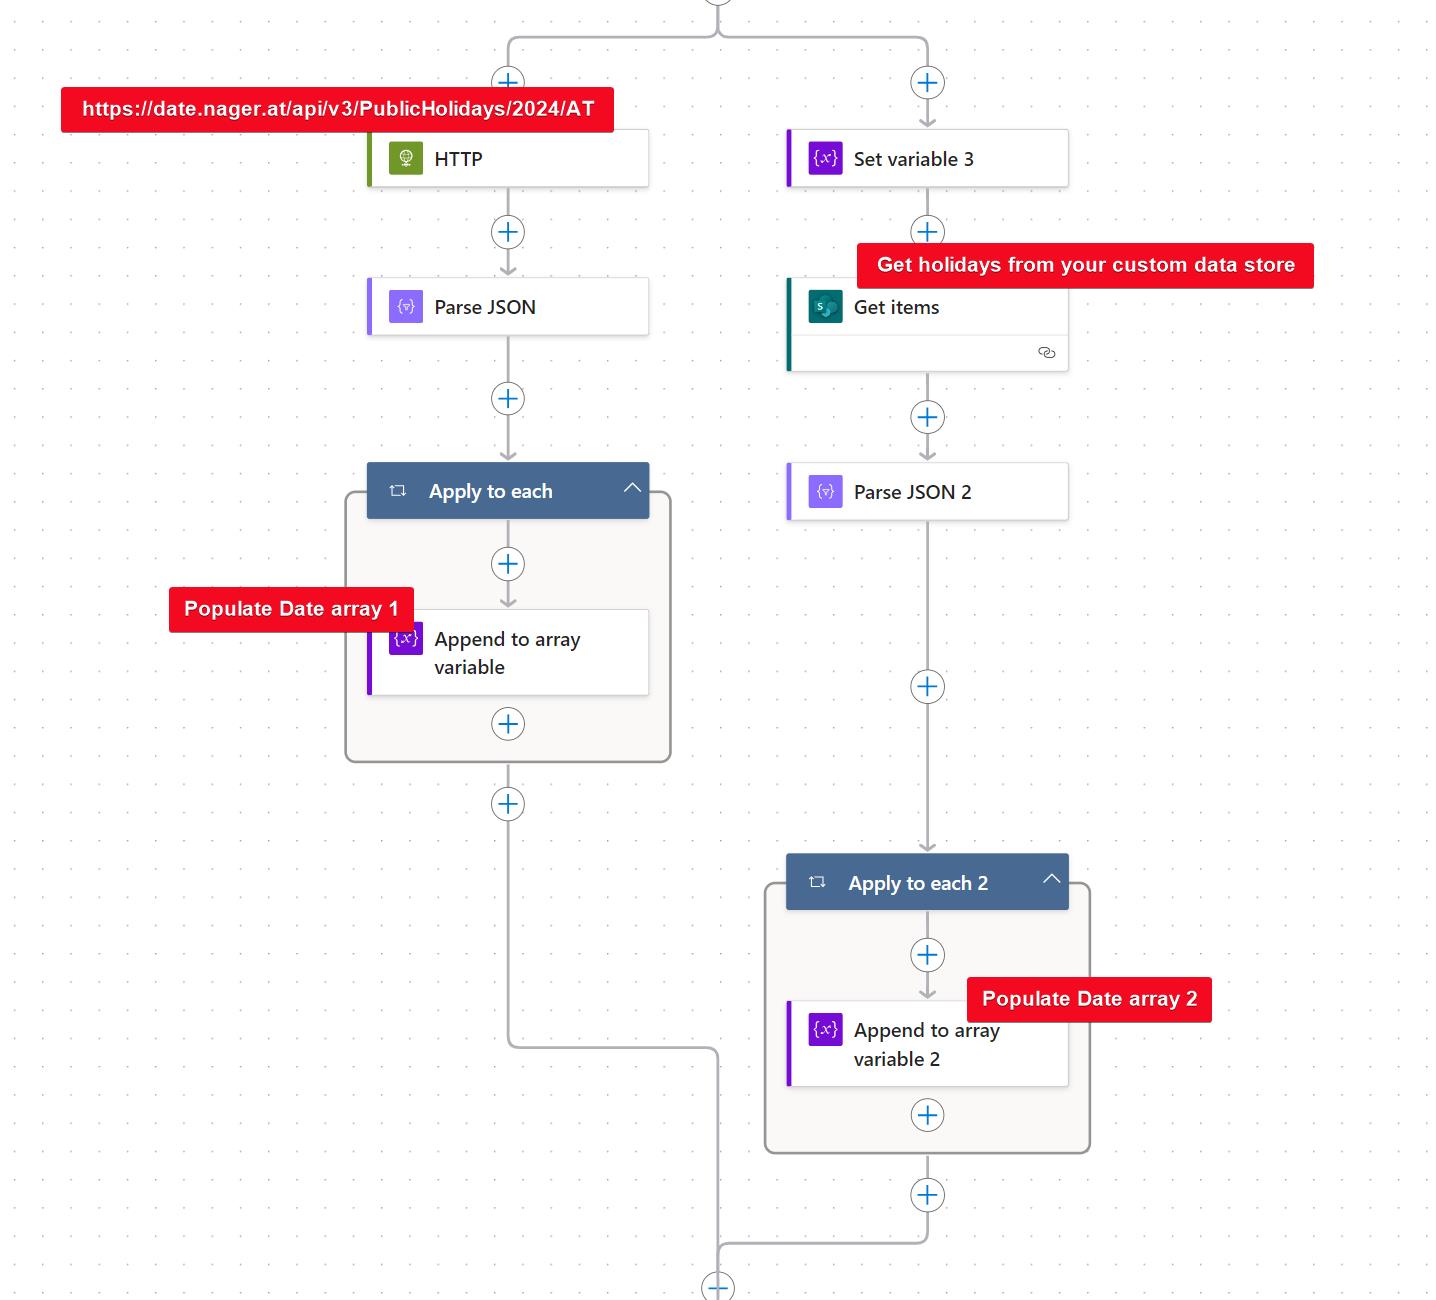 https://date.nager.at/api/v3/PublicHolidays/2024/AT
HTTP
Parse JSON
Apply to each
Populate Date array 1
Append to array
variable
Set variable 3
Get holidays from your custom data store
Get items
Parse JSON 2
Apply to each 2
Populate Date array 2
Append to array
variable 2